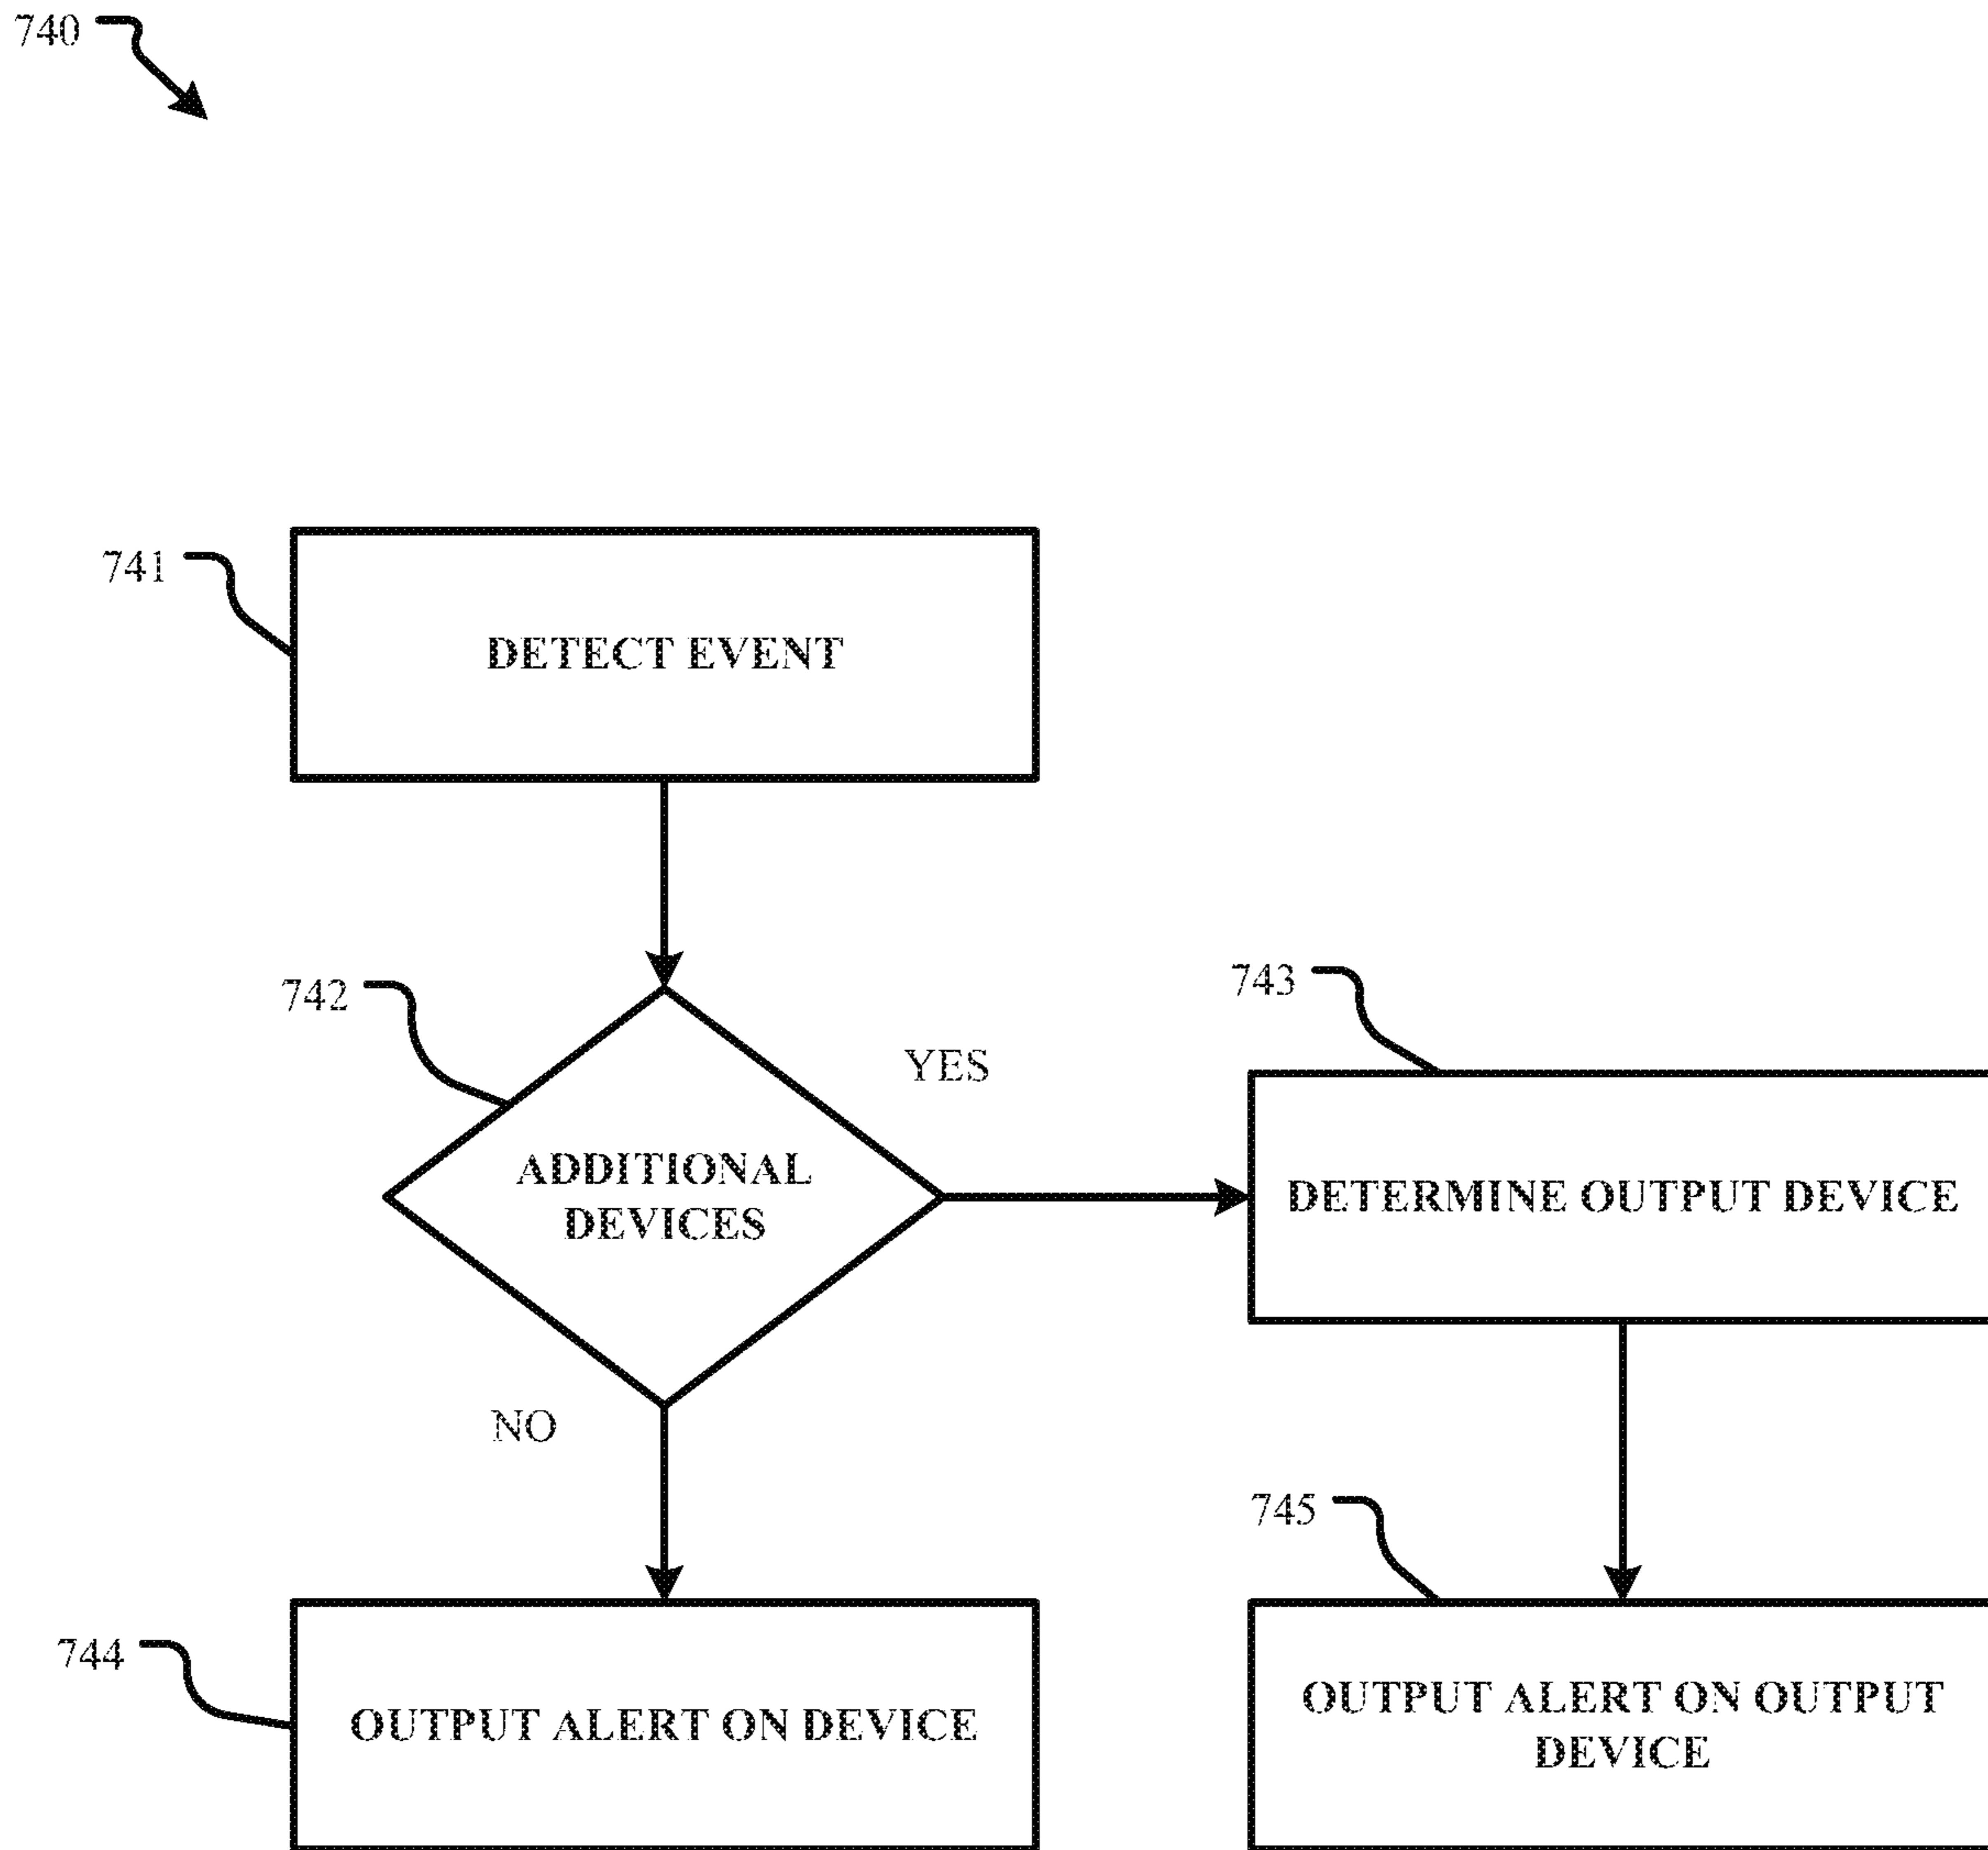 740
741
DETECT EVENT
742
YES
743
ADDITIONAL
DEVICES
DETERMINE OUTPUT DEVICE
NO
745
744
OUTPUT ALERT ON DEVICE
OUTPUT ALERT ON OUTPUT
DEVICE